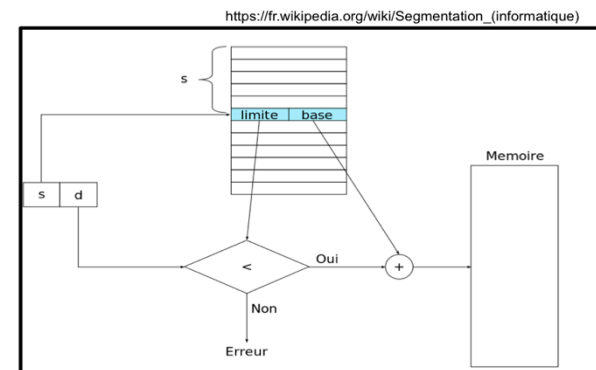 https://fr.wikipedia.org/wiki/Segmentation_(informatique)
s
limite base
Memoire
s d
< Oui +
Non
Erreur